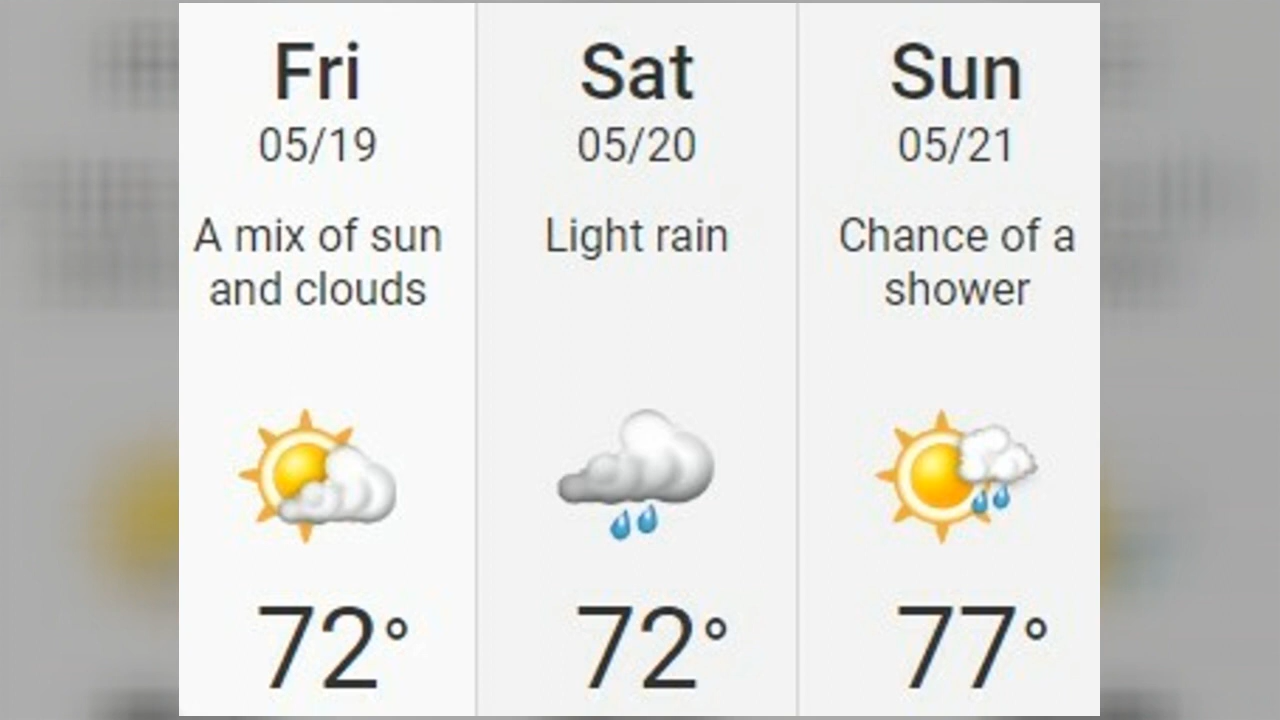 Fri
05/19
A mix of sun
and clouds
72°
Sat
05/20
Light rain
72°
Sun
05/21
Chance of a
shower
77°